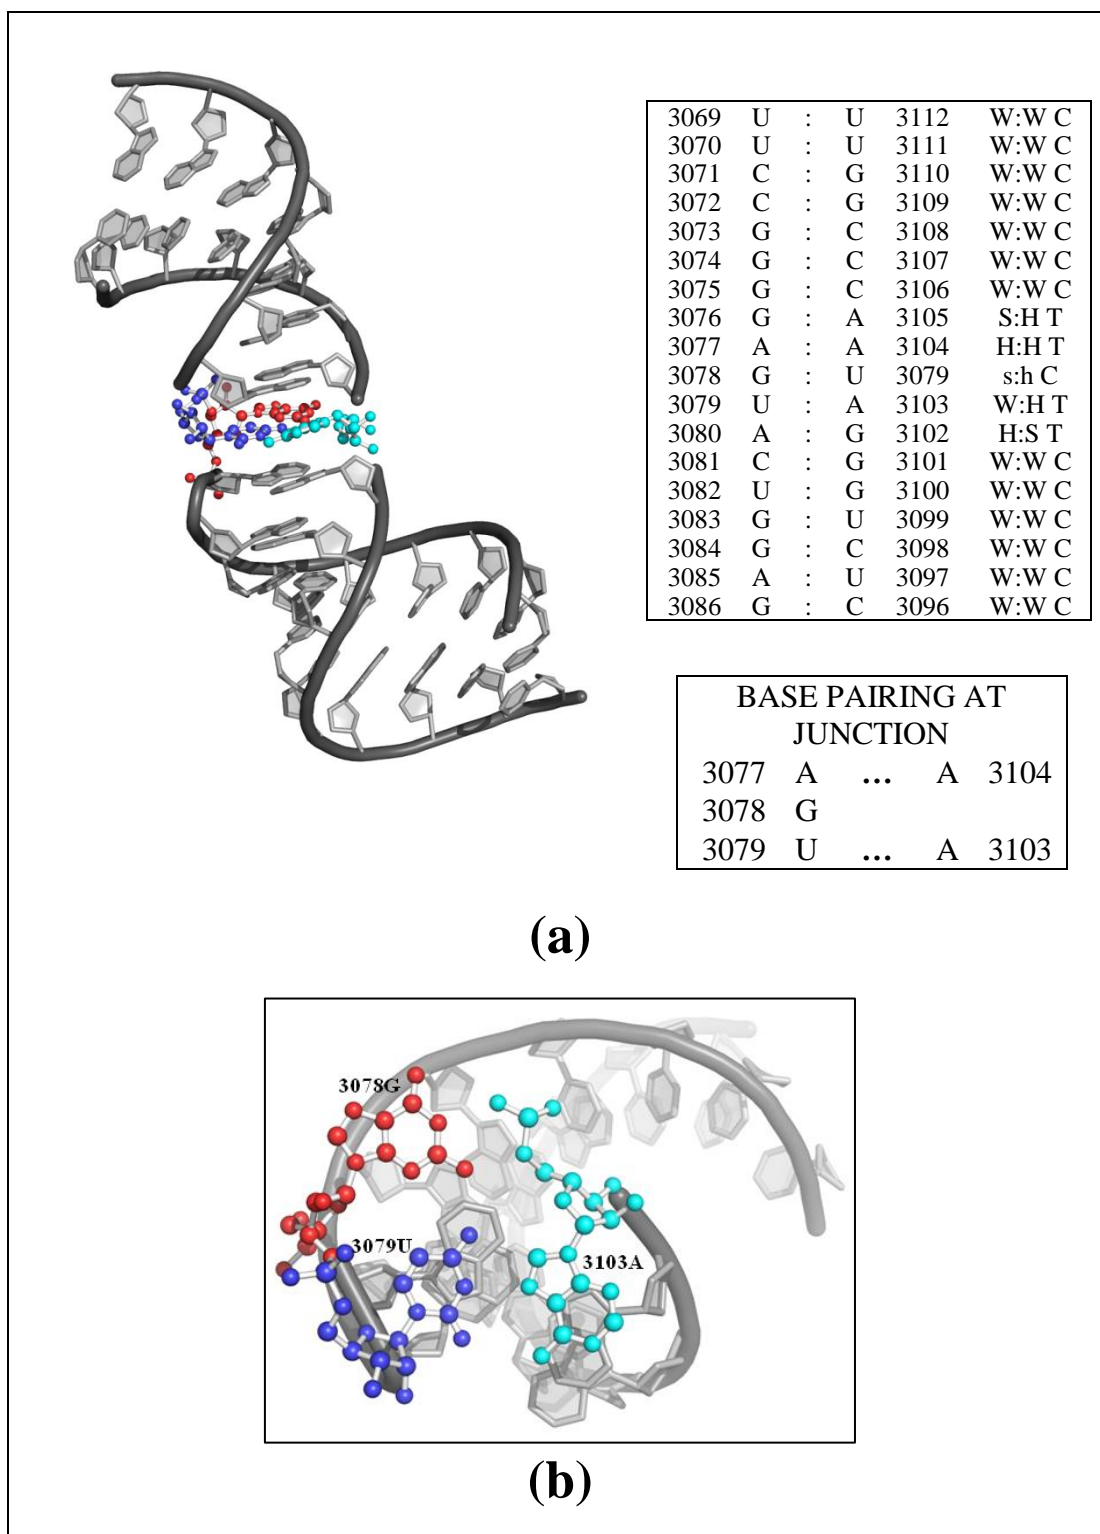 3069 U : U 3112 W:W C
3070 U : U 3111 W:W C
3071 C : G 3110 W:W C
3072 C : G 3109 W:W C
3073 G : C 3108 W:W C
3074 G : C 3107 W:W C
3075 G : C 3106 W:W C
3076 G : A 3105 S:H T
3077 A : A 3104 H:H T
3078 G : U 3079 s:h C
3079 U : A 3103 W:H T
3080 A : G 3102 H:S T
3081 C : G 3101 W:W C
3082 U : G 3100 W:W C
3083 G : U 3099 W:W C
3084 G : C 3098 W:W C
3085 A : U 3097 W:W C
3086 G : C 3096 W:W C
BASE PAIRING AT
JUNCTION
3077 A ... A 3104
3078 G
3079 U ... A 3103
(a)
3078G
3079U
3103A
(b)